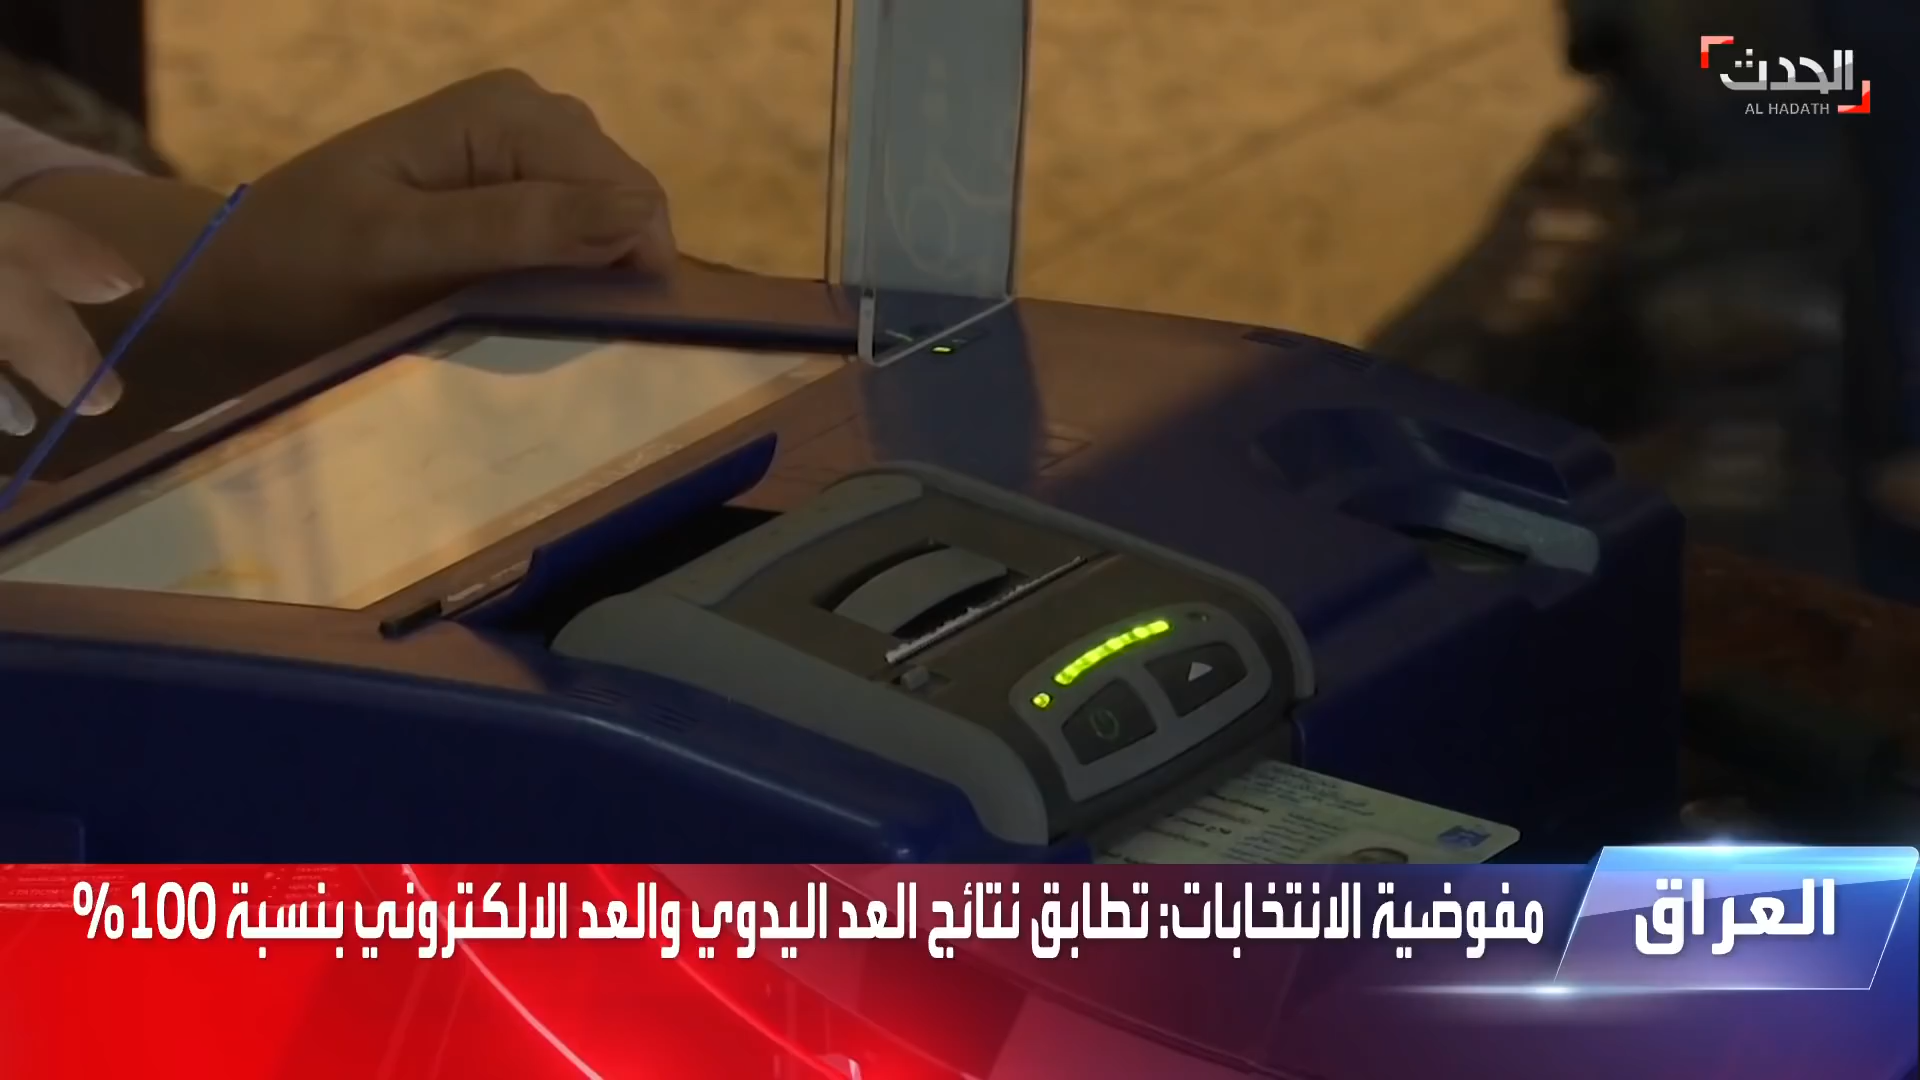 الحدث
AL HADATH
العراق
مفوضية الانتخابات: تطابق نتائج العد اليدوي والعد الالكتروني بنسبة 100%